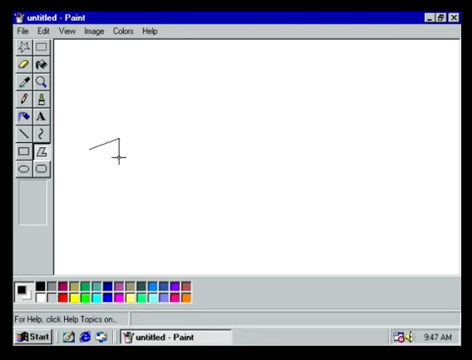 untitled - Paint
File Edit View Image Colors Help
A
For Help, click Help Topics on..
Start untitled - Paint 9:47 AM